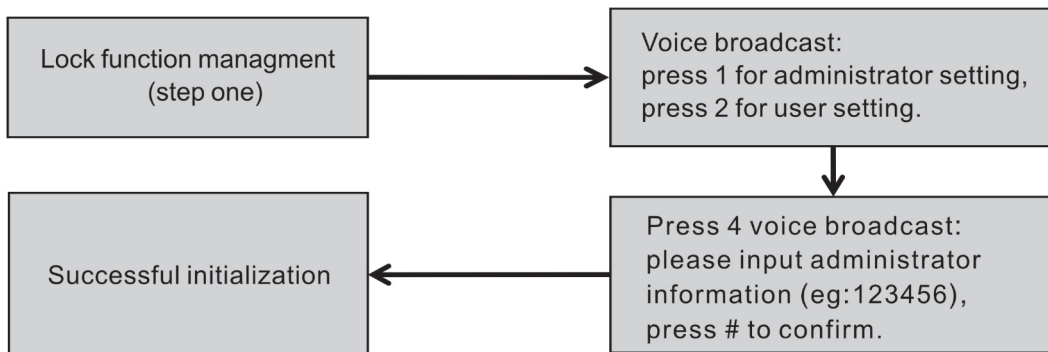 Lock function managment
(step one)
Voice broadcast:
press 1 for administrator setting,
press 2 for user setting.
Press 4 voice broadcast:
please input administrator
information (eg:123456),
press # to confirm.
Successful initialization